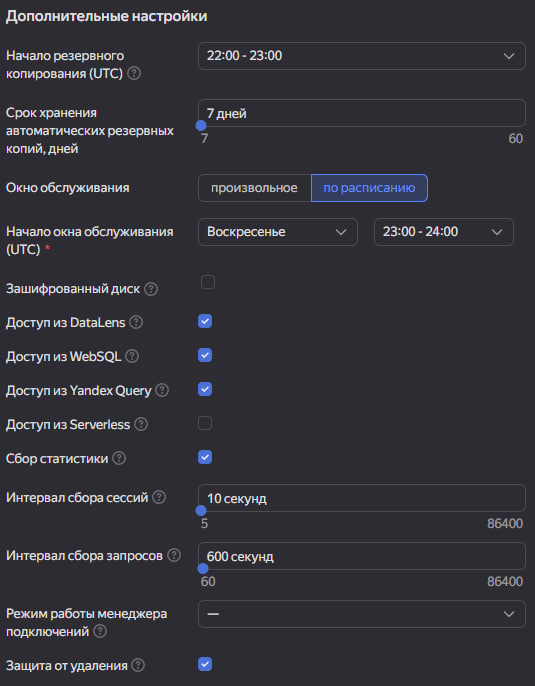 Дополнительные настройки
Начало резервного
копирования (UTC) ?
22:00 - 23:00
Срок хранения
автоматических резервных
копий, дней
7 дней
7 60
Окно обслуживания
произвольное по расписанию
Начало окна обслуживания
(UTC) *
Воскресенье 23:00 - 24:00
Зашифрованный диск ?
Доступ из DataLens ?
Доступ из WebSQL ?
Доступ из Yandex Query ?
Доступ из Serverless ?
Сбор статистики ?
Интервал сбора сессий ?
10 секунд
5 86400
Интервал сбора запросов ?
600 секунд
60 86400
Режим работы менеджера
подключений ?
—
Защита от удаления ?